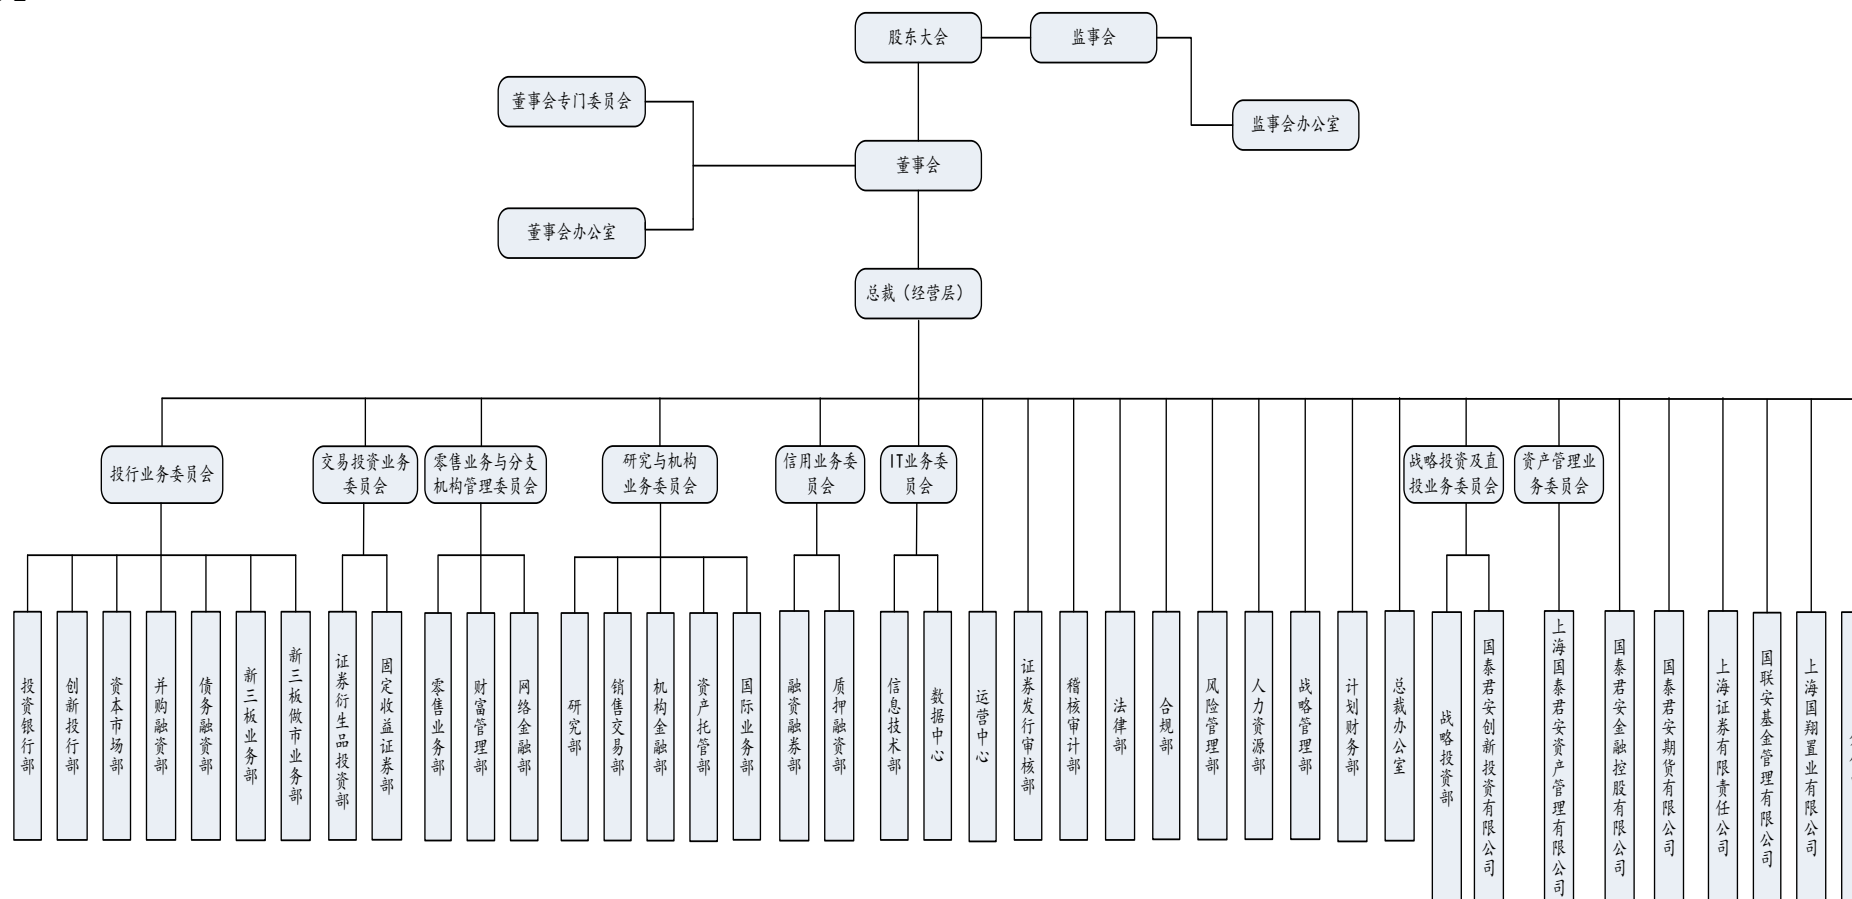 股东大会
监事会
董事会专门委员会
监事会办公室
董事会
董事会办公室
总裁（经营层）
投行业务委员会
交易投资业务
委员会
零售业务与分支
机构管理委员会
研究与机构
业务委员会
信用业务委
员会
IT业务委
员会
战略投资及直
投业务委员会
资产管理业
务委员会
投资银行部
创新投行部
资本市场部
并购融资部
债务融资部
新三板业务部
新三板做市业务部
证券衍生品投资部
固定收益证券部
零售业务部
财富管理部
网络金融部
研究部
销售交易部
机构金融部
资产托管部
国际业务部
融资融券部
质押融资部
信息技术部
数据中心
运营中心
证券发行审核部
稽核审计部
法律部
合规部
风险管理部
人力资源部
战略管理部
计划财务部
总裁办公室
战略投资部
国泰君安创新投资有限公司
上海国泰君安资产管理有限公司
国泰君安金融控股有限公司
国泰君安期货有限公司
上海证券有限责任公司
国联安基金管理有限公司
上海国翔置业有限公司